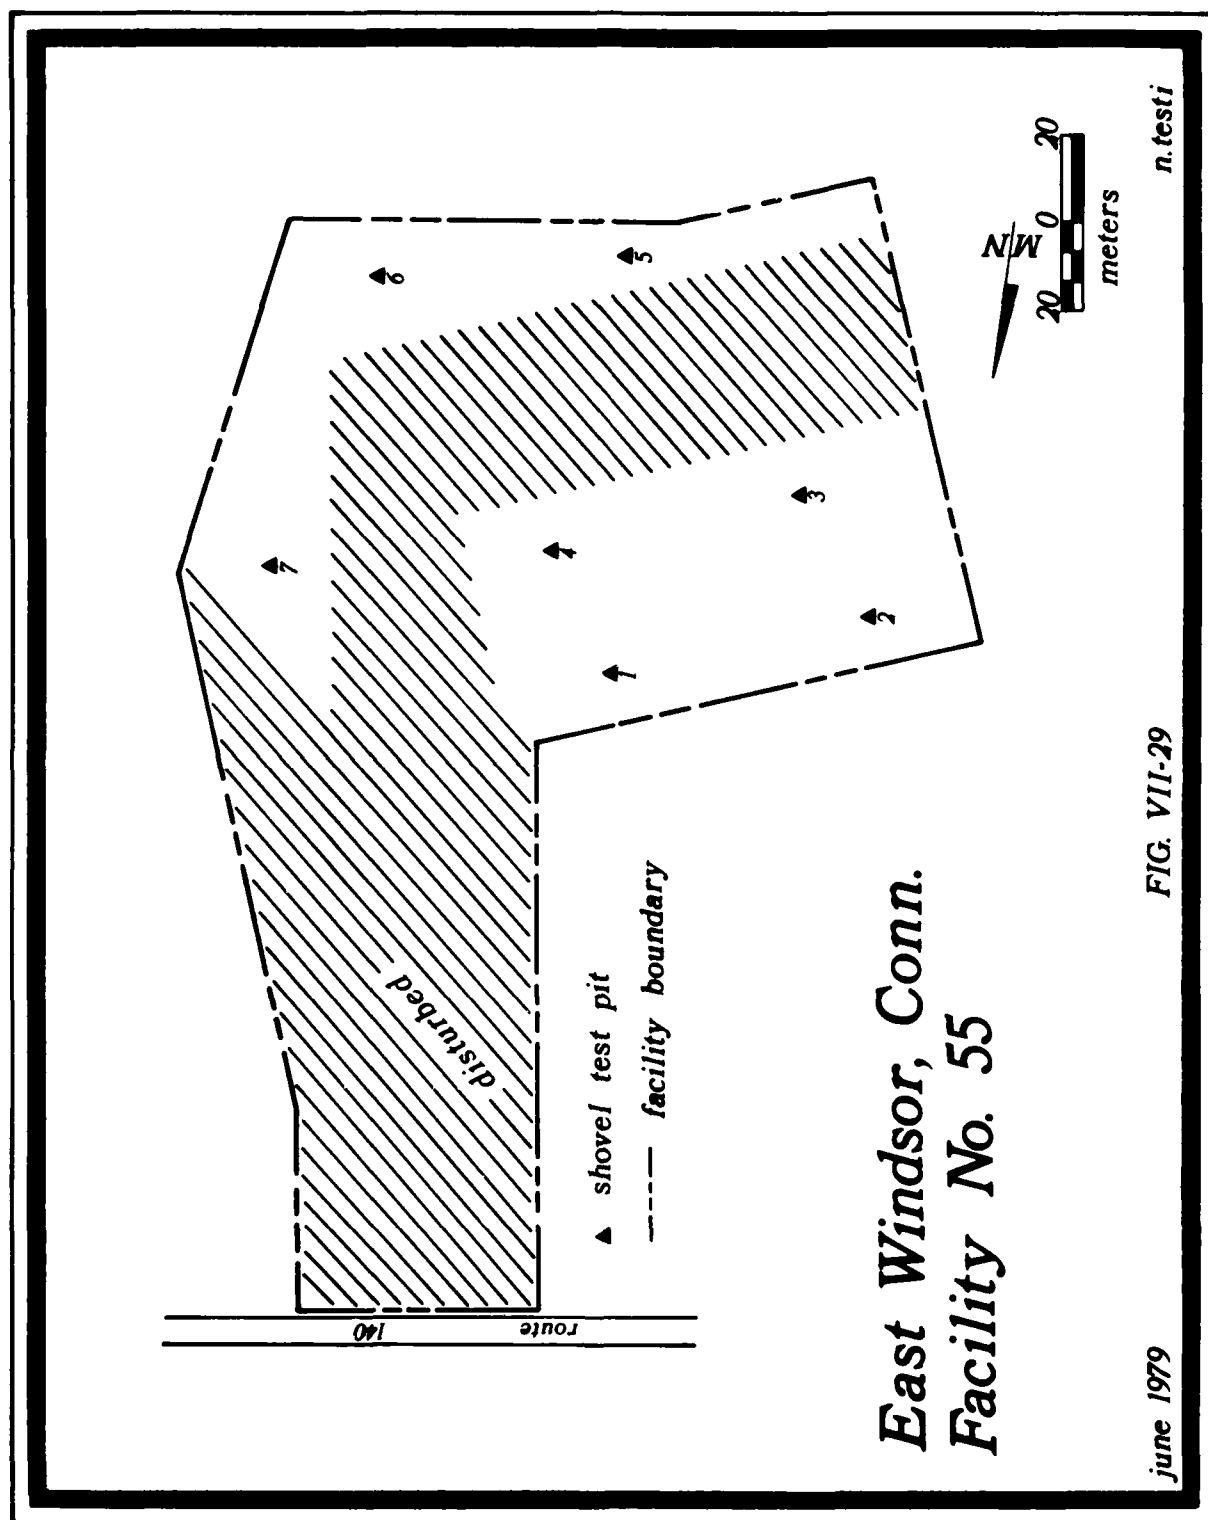 7
6
5
4
3
1
2
disturbed
route 140
▲ shovel test pit
facility boundary
MN
20 0 20
meters
East Windsor, Conn.
Facility No. 55
june 1979 FIG. VII-29 n.testi